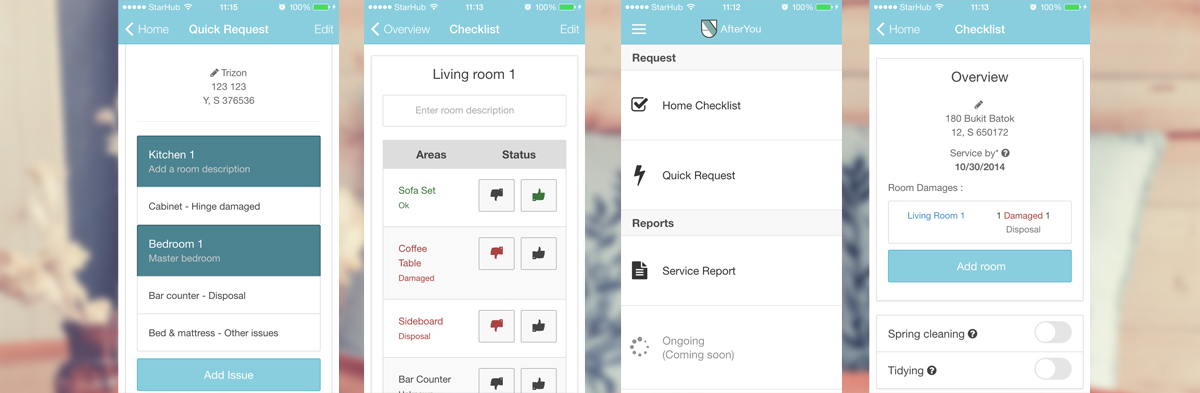 StarHub
11:15
100%
Home
Quick Request
Edit
Trizon
123 123
Y, S 376536
Kitchen 1
Add a room description
Cabinet - Hinge damaged
Bedroom 1
Master bedroom
Bar counter - Disposal
Bed & mattress - Other issues
Add Issue
StarHub
11:13
100%
Overview
Checklist
Edit
Living room 1
Enter room description
Areas
Status
Sofa Set
Ok
Coffee
Table
Damaged
Sideboard
Disposal
Bar Counter
StarHub
11:12
100%
AfterYou
Request
Home Checklist
Quick Request
Reports
Service Report
Ongoing
(Coming soon)
StarHub
11:13
100%
Home
Checklist
Overview
180 Bukit Batok
12, S 650172
Service by*
10/30/2014
Room Damages :
Living Room 1
1 Damaged 1
Disposal
Add room
Spring cleaning
Tidying